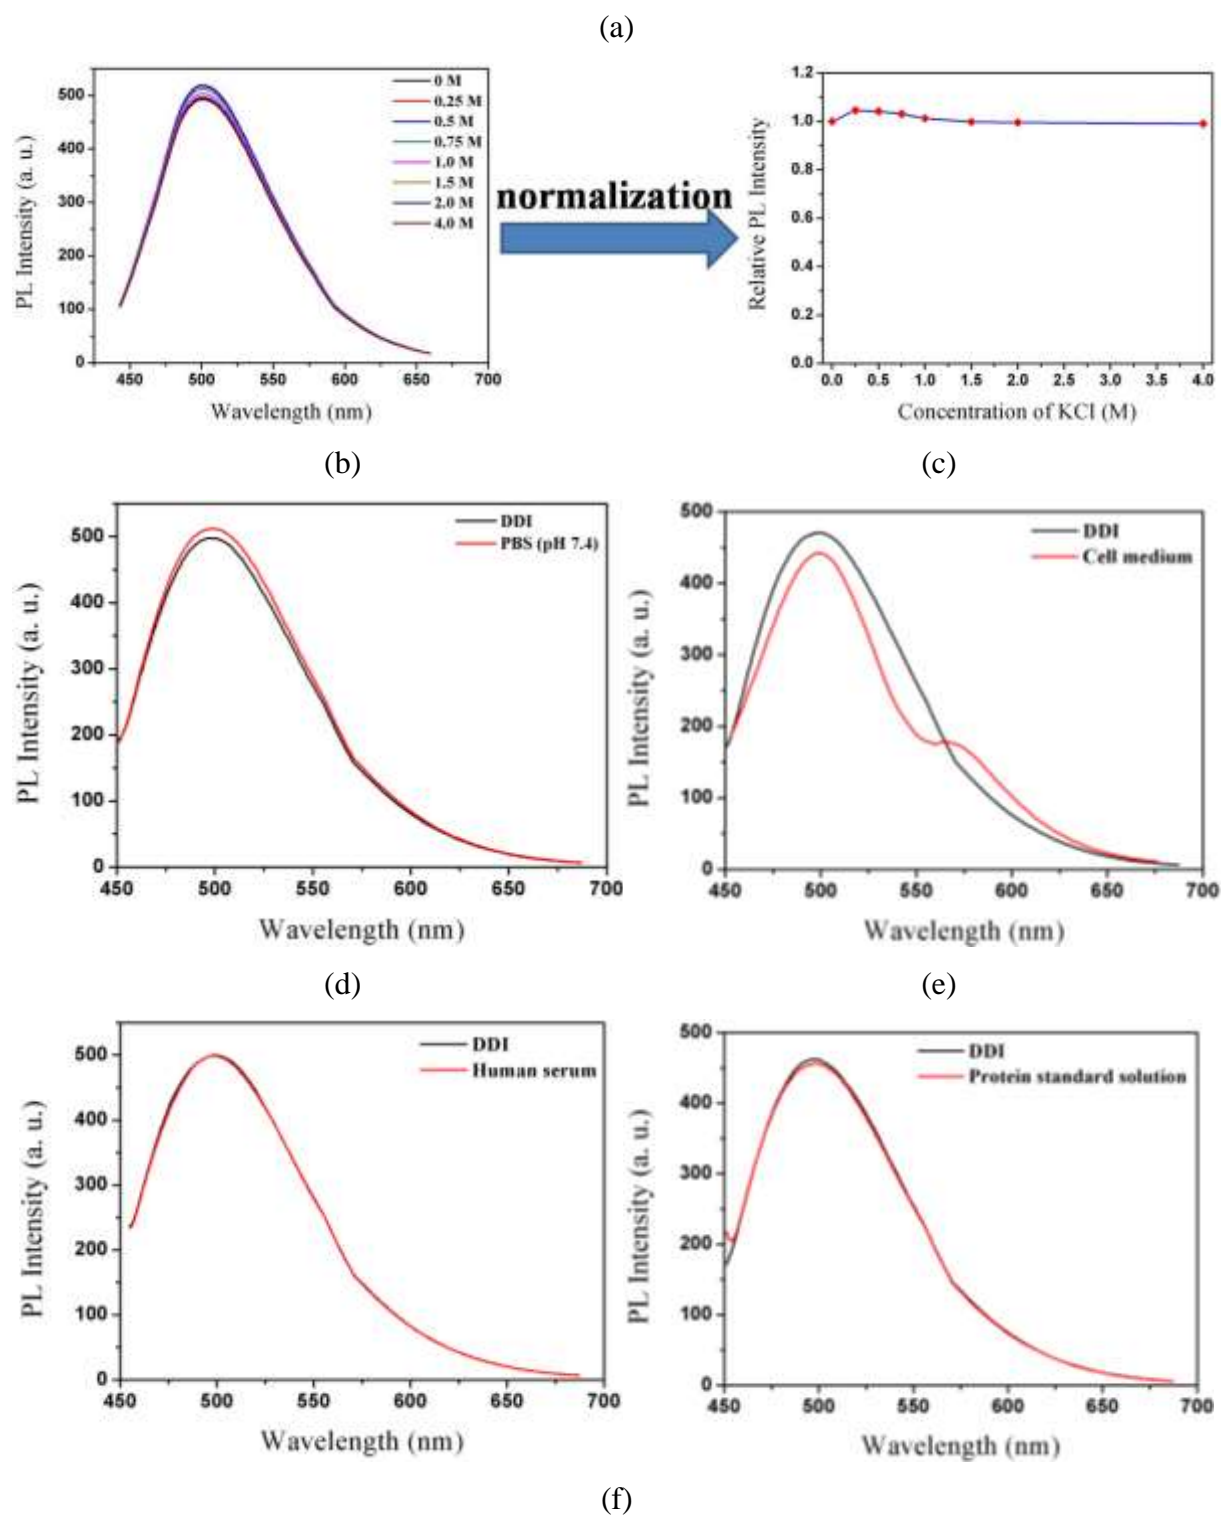 (a)
500
400
300
200
100
0
450 500 550 600 650 700
PL Intensity (a. u.)
Wavelength (nm)
0 M
0.25 M
0.5 M
0.75 M
1.0 M
1.5 M
2.0 M
4.0 M
normalization
1.2
1.0
0.8
0.6
0.4
0.2
0.0
0.0 0.5 1.0 1.5 2.0 2.5 3.0 3.5 4.0
Relative PL Intensity
Concentration of KCl (M)
(b)
(c)
500
400
300
200
100
0
450 500 550 600 650 700
PL Intensity (a. u.)
Wavelength (nm)
DDI
PBS (pH 7.4)
500
400
300
200
100
0
450 500 550 600 650 700
PL Intensity (a. u.)
Wavelength (nm)
DDI
Cell medium
(d)
(e)
500
400
300
200
100
0
450 500 550 600 650 700
PL Intensity (a. u.)
Wavelength (nm)
DDI
Human serum
500
400
300
200
100
0
450 500 550 600 650 700
PL Intensity (a. u.)
Wavelength (nm)
DDI
Protein standard solution
(f)